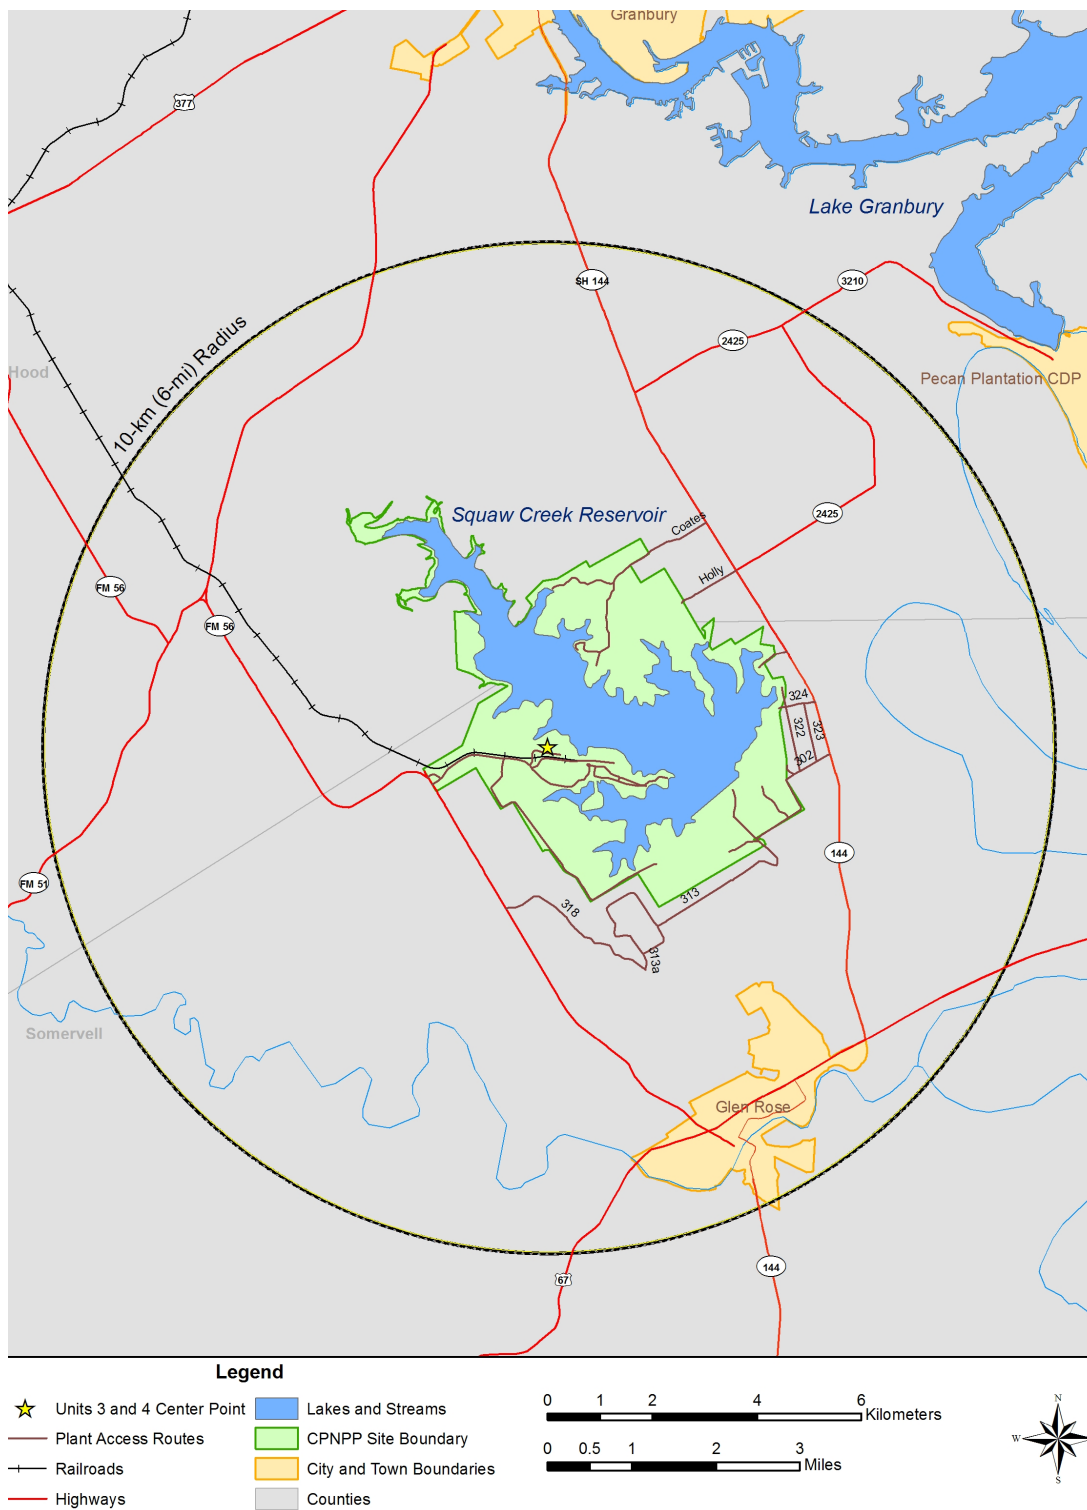 Granbury
377
Lake Granbury
SH 144
3210
2425
10-km (6-mi) Radius
Hood
Pecan Plantation CDP
Squaw Creek Reservoir
Coates
2425
Holly
FM 56
FM 56
324
322
323
302
144
FM 51
313
318
313a
Somervell
Glen Rose
144
67
Legend
Units 3 and 4 Center Point
Plant Access Routes
Railroads
Highways
Lakes and Streams
CPNPP Site Boundary
City and Town Boundaries
Counties
0 1 2 4 6
Kilometers
0 0.5 1 2 3
Miles
N
W
S